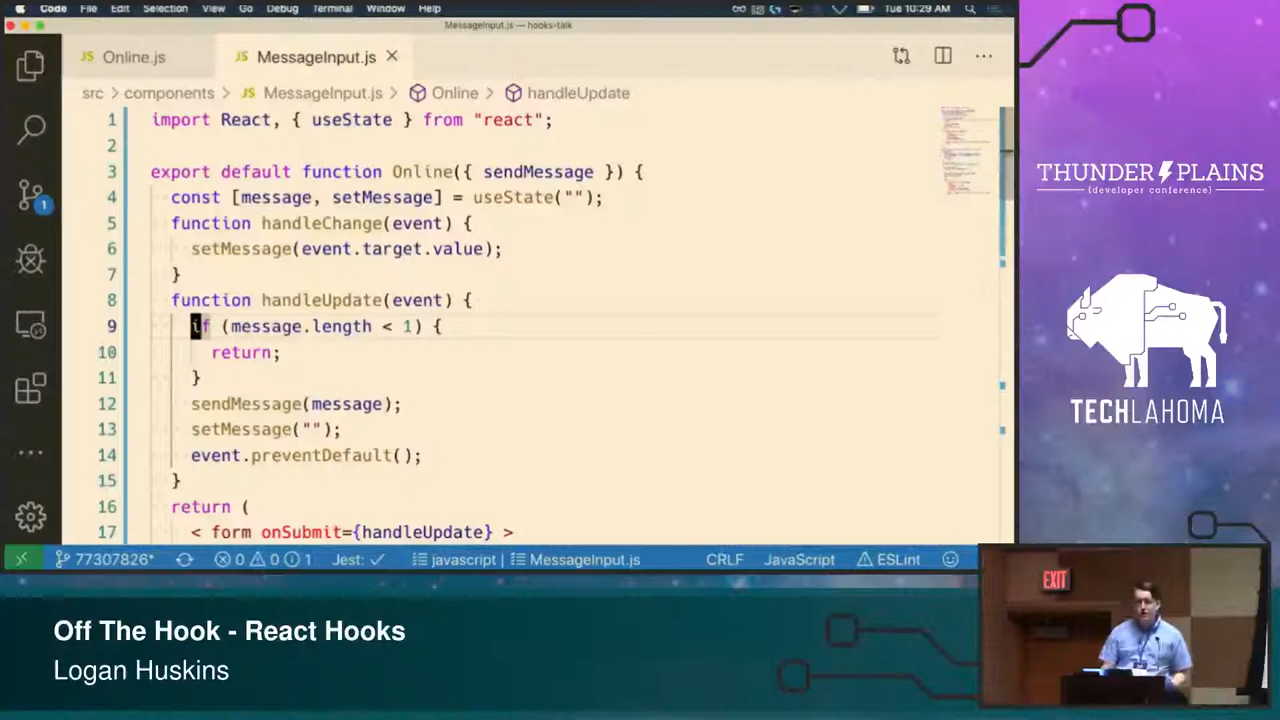 Code File Edit Selection View Go Debug Terminal Window Help Tue 10:29 AM
MessageInput.js — hooks-talk
JS Online.js JS MessageInput.js
src > components > JS MessageInput.js > Online > handleUpdate
1 import React, { useState } from "react";
2
3 export default function Online({ sendMessage }) {
4 const [message, setMessage] = useState("");
5 function handleChange(event) {
6 setMessage(event.target.value);
7 }
8 function handleUpdate(event) {
9 if (message.length < 1) {
10 return;
11 }
12 sendMessage(message);
13 setMessage("");
14 event.preventDefault();
15 }
16 return (
17 < form onSubmit={handleUpdate} >
1
77307826* 0 0 1 Jest: ✓ javascript | MessageInput.js CRLF JavaScript ESLint
THUNDER PLAINS
{developer conference}
TECHLAHOMA
EXIT
Off The Hook - React Hooks
Logan Huskins